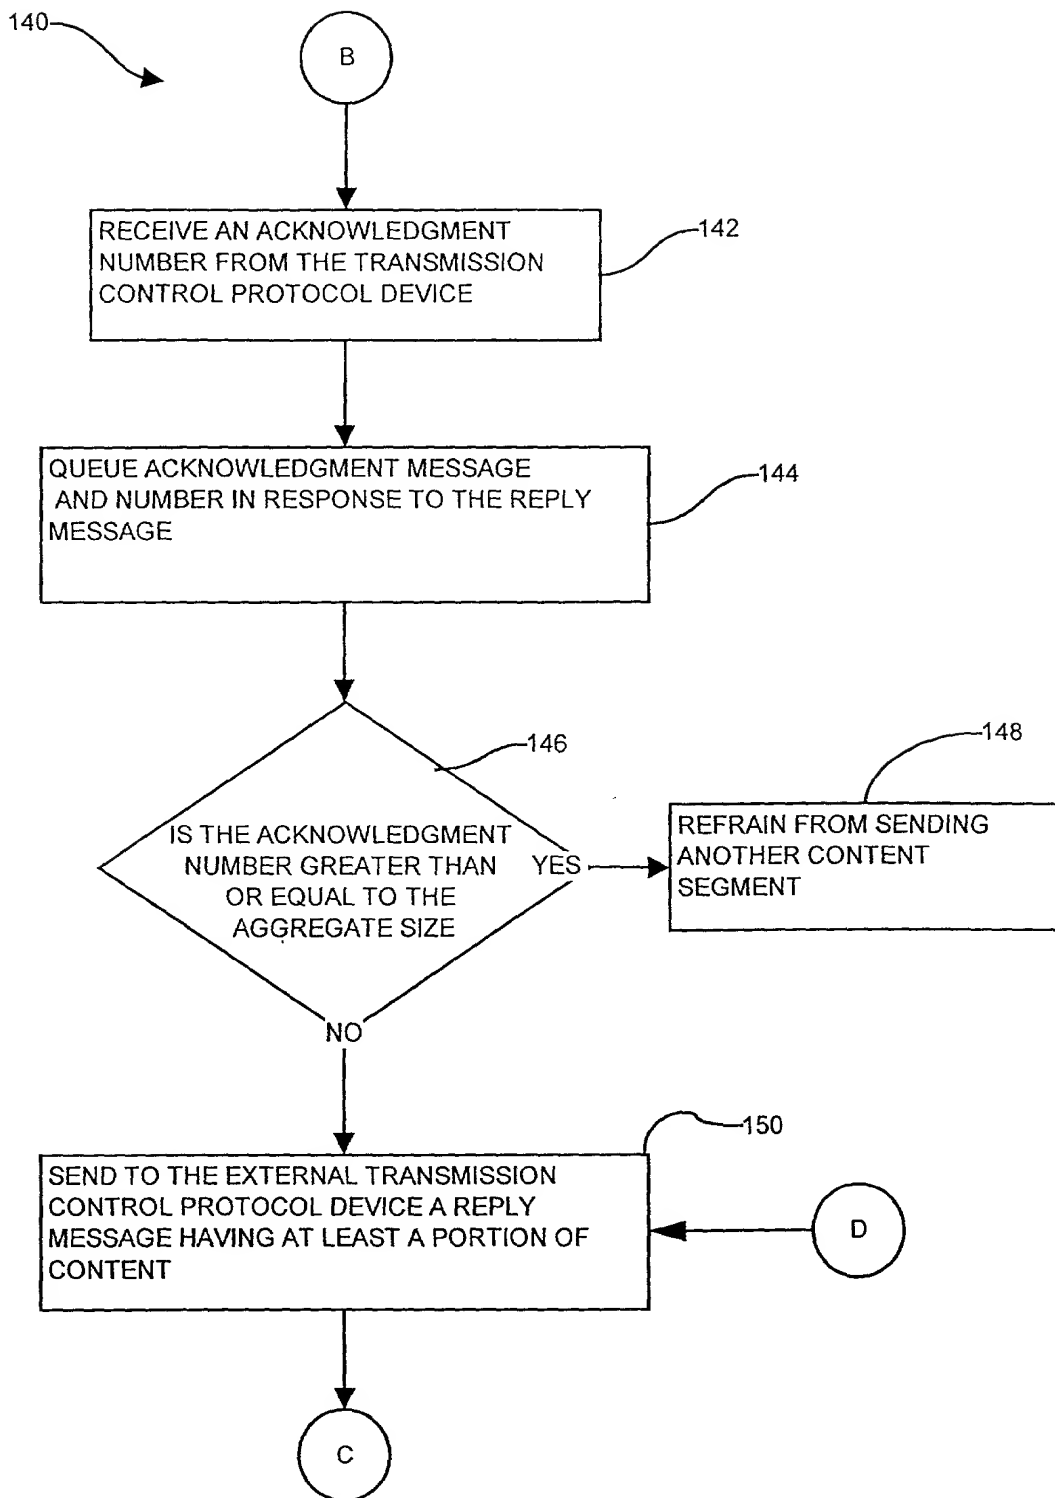 140
B
RECEIVE AN ACKNOWLEDGMENT
NUMBER FROM THE TRANSMISSION
CONTROL PROTOCOL DEVICE
142
QUEUE ACKNOWLEDGMENT MESSAGE
AND NUMBER IN RESPONSE TO THE REPLY
MESSAGE
144
146
IS THE ACKNOWLEDGMENT
NUMBER GREATER THAN
OR EQUAL TO THE
AGGREGATE SIZE
YES
148
REFRAIN FROM SENDING
ANOTHER CONTENT
SEGMENT
NO
150
SEND TO THE EXTERNAL TRANSMISSION
CONTROL PROTOCOL DEVICE A REPLY
MESSAGE HAVING AT LEAST A PORTION OF
CONTENT
D
C